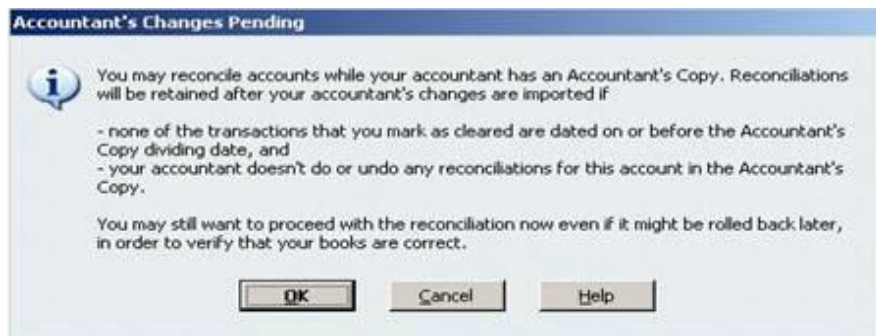 Accountant's Changes Pending
You may reconcile accounts while your accountant has an Accountant's Copy. Reconciliations
will be retained after your accountant's changes are imported if
- none of the transactions that you mark as cleared are dated on or before the Accountant's
Copy dividing date, and
- your accountant doesn't do or undo any reconciliations for this account in the Accountant's
Copy.
You may still want to proceed with the reconciliation now even if it might be rolled back later,
in order to verify that your books are correct.
OK Cancel Help